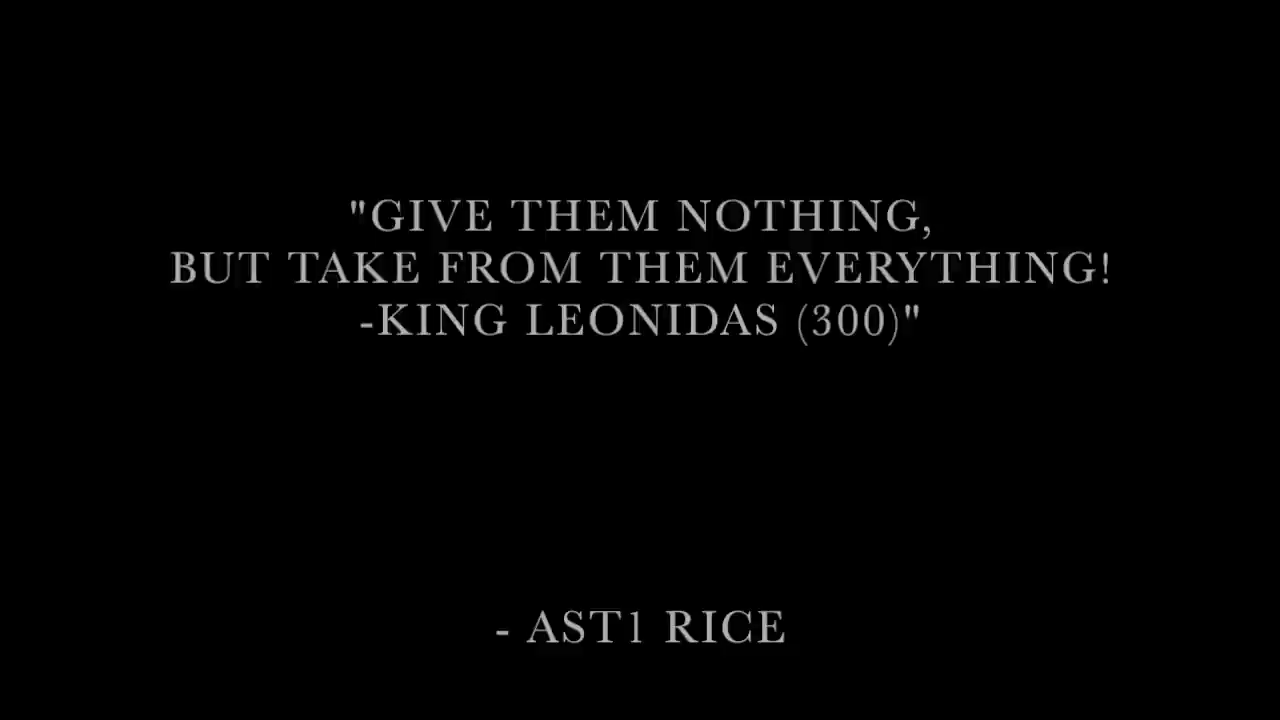 "GIVE THEM NOTHING,
BUT TAKE FROM THEM EVERYTHING!
-KING LEONIDAS (300)"
- AST1 RICE